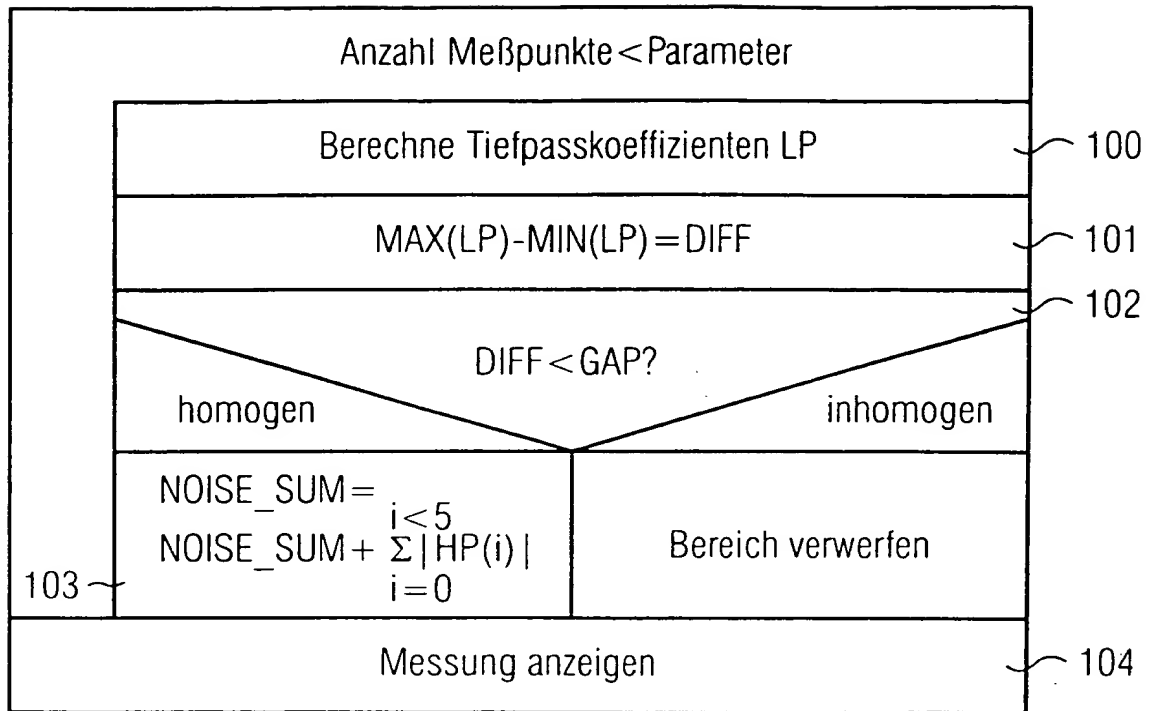 Anzahl Meßpunkte<Parameter
Berechne Tiefpasskoeffizienten LP
100
MAX(LP)-MIN(LP)=DIFF
101
102
DIFF<GAP?
homogen
inhomogen
NOISE_SUM=
i<5
NOISE_SUM+ Σ|HP(i)|
i=0
Bereich verwerfen
103
Messung anzeigen
104